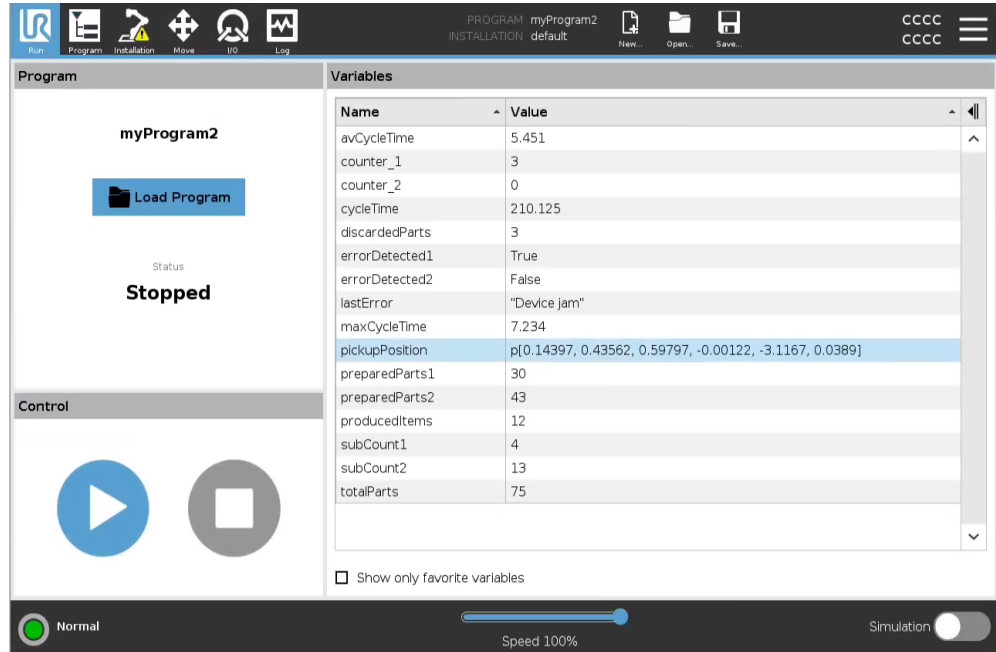 UR
Run
Program
Installation
Move
I/O
Log
PROGRAM myProgram2
INSTALLATION default
New...
Open...
Save...
CCCC
CCCC
Program
myProgram2
Load Program
Status
Stopped
Control
Variables
Name Value
avCycleTime 5.451
counter_1 3
counter_2 0
cycleTime 210.125
discardedParts 3
errorDetected1 True
errorDetected2 False
lastError "Device jam"
maxCycleTime 7.234
pickupPosition p[0.14397, 0.43562, 0.59797, -0.00122, -3.1167, 0.0389]
preparedParts1 30
preparedParts2 43
producedItems 12
subCount1 4
subCount2 13
totalParts 75
Show only favorite variables
Normal
Speed 100%
Simulation